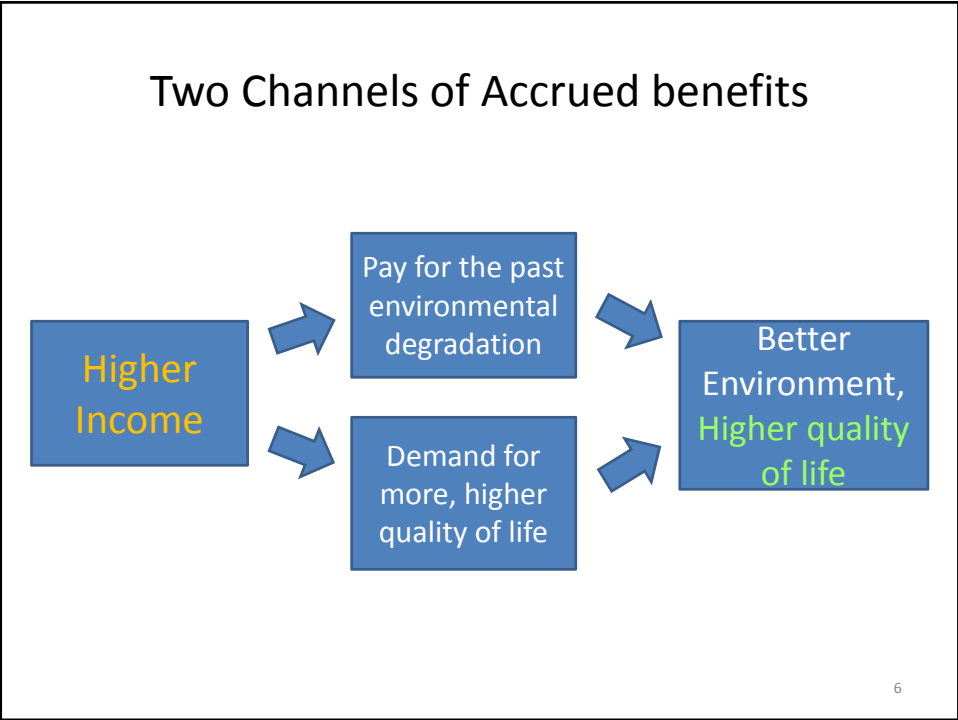 Two Channels of Accrued benefits
Higher
Income
Pay for the past
environmental
degradation
Demand for
more, higher
quality of life
Better
Environment,
Higher quality
of life
6